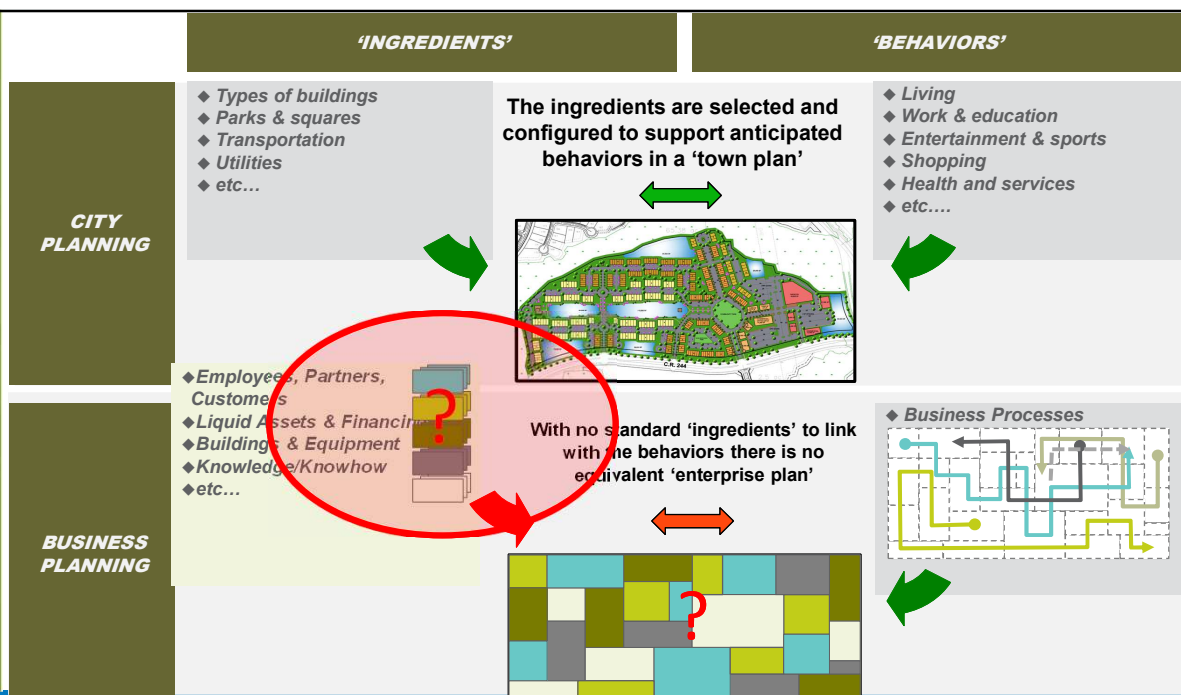 ‘INGREDIENTS’
‘BEHAVIORS’
CITY
PLANNING
◆ Types of buildings
◆ Parks & squares
◆ Transportation
◆ Utilities
◆ etc…
The ingredients are selected and
configured to support anticipated
behaviors in a ‘town plan’
◆ Living
◆ Work & education
◆ Entertainment & sports
◆ Shopping
◆ Health and services
◆ etc….
C.R. 244
BUSINESS
PLANNING
◆Employees, Partners,
Customers
◆Liquid Assets & Financing
◆Buildings & Equipment
◆Knowledge/Knowhow
◆etc…
?
With no standard ‘ingredients’ to link
with the behaviors there is no
equivalent ‘enterprise plan’
?
◆ Business Processes